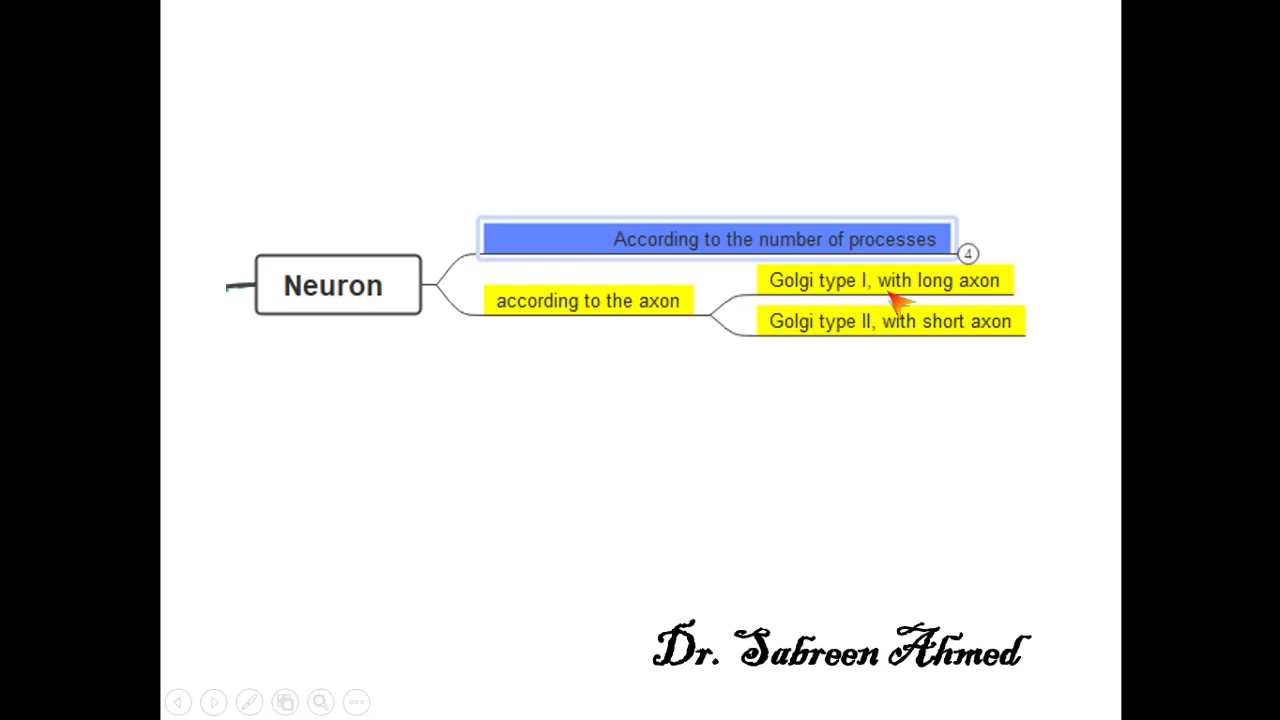 According to the number of processes
4
Neuron
according to the axon
Golgi type I, with long axon
Golgi type II, with short axon
Dr. Sabreen Ahmed